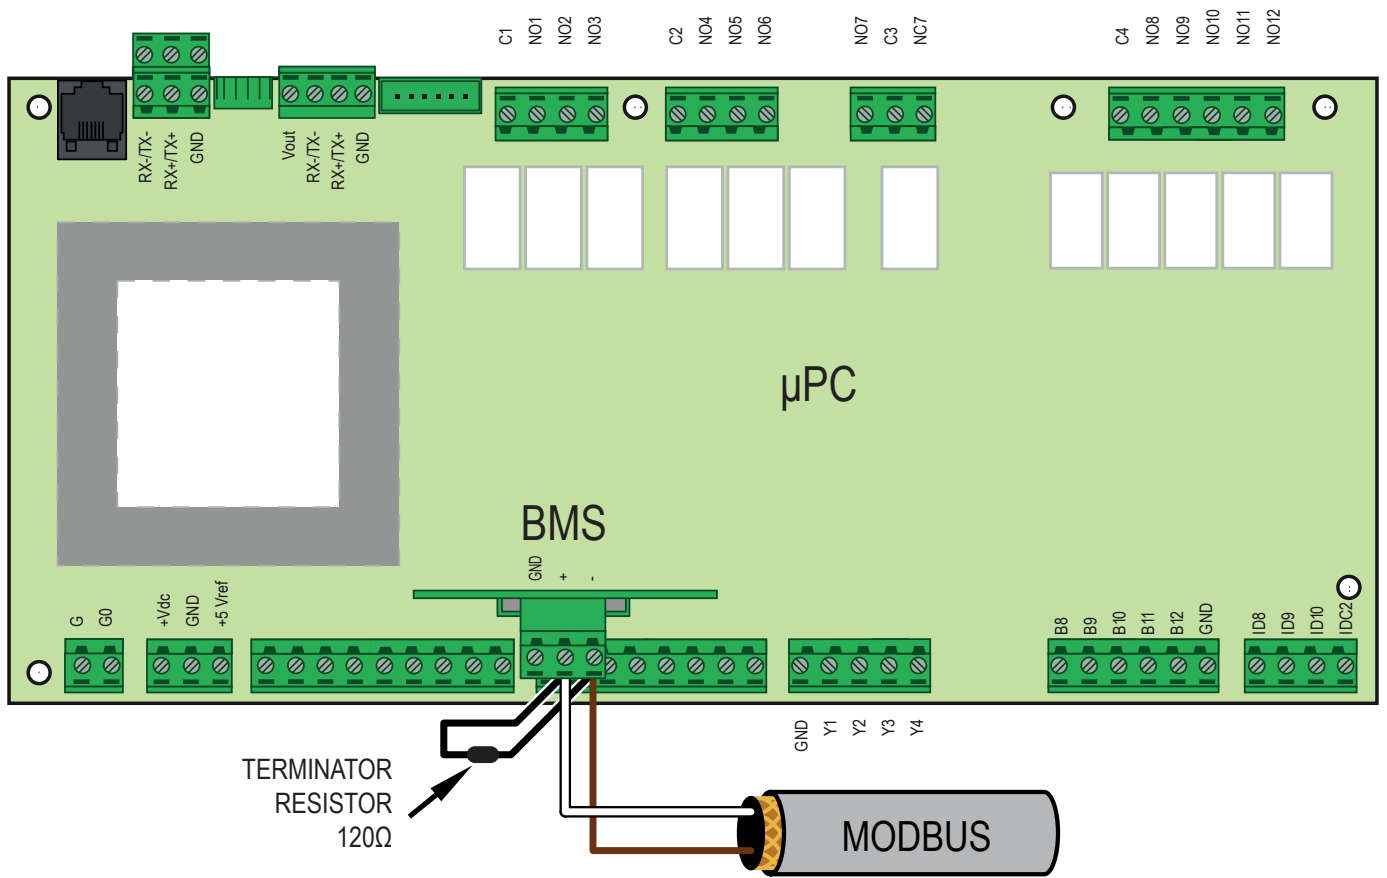 C1
NO1
NO2
NO3
C2
NO4
NO5
NO6
NO7
C3
NC7
C4
NO8
NO9
NO10
NO11
NO12
RX-/TX-
RX+/TX+
GND
Vout
RX-/TX-
RX+/TX+
GND
µPC
BMS
GND
+
-
G
G0
+Vdc
GND
+5 Vref
B8
B9
B10
B11
B12
GND
ID8
ID9
ID10
IDC2
GND
Y1
Y2
Y3
Y4
TERMINATOR
RESISTOR
120Ω
MODBUS